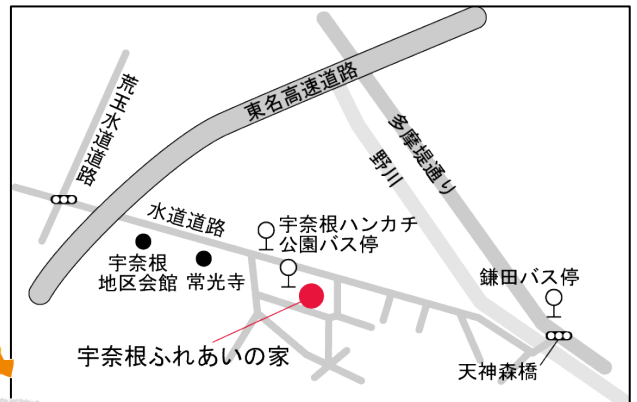 荒玉水道道路
東名高速道路
多摩堤通り
野川
水道道路
宇奈根ハンカチ
公園バス停
宇奈根
地区会館
常光寺
鎌田バス停
宇奈根ふれあいの家
天神森橋